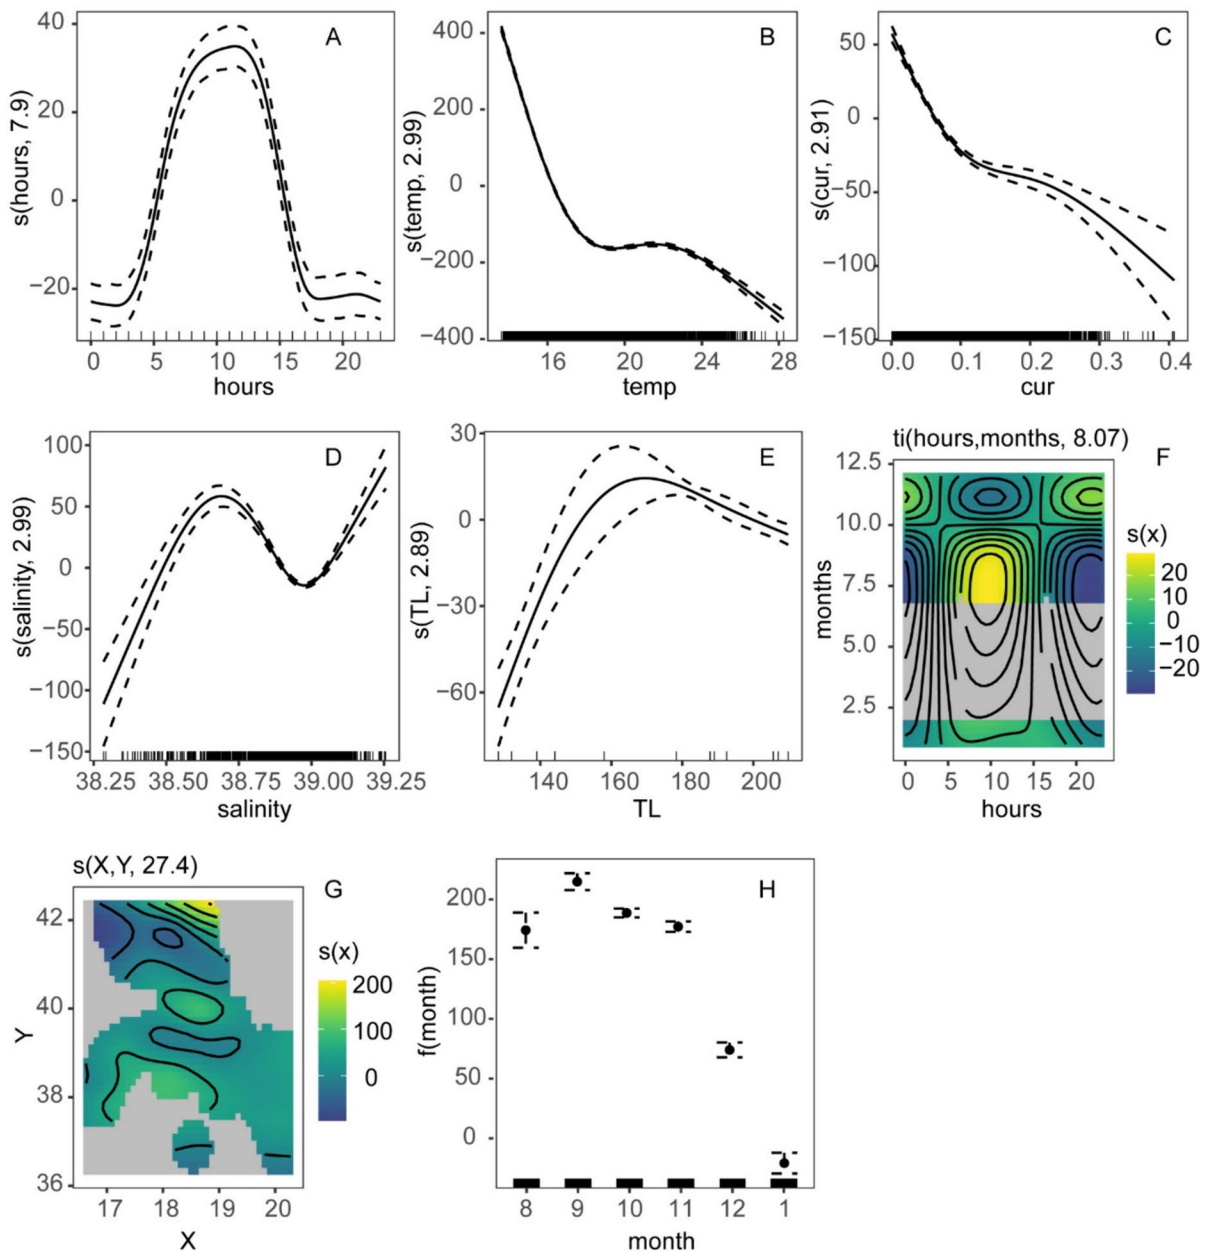 A
s(hours, 7.9)
40
20
0
−20
0 5 10 15 20
hours
B
s(temp, 2.99)
400
200
0
−200
−400
16 20 24 28
temp
C
s(cur, 2.91)
50
0
−50
−100
−150
0.0 0.1 0.2 0.3 0.4
cur
D
s(salinity, 2.99)
100
50
0
−50
−100
−150
38.25 38.50 38.75 39.00 39.25
salinity
E
s(TL, 2.89)
30
0
−30
−60
140 160 180 200
TL
ti(hours,months, 8.07)
F
months
12.5
10.0
7.5
5.0
2.5
0 5 10 15 20
hours
s(x)
20
10
0
−10
−20
s(X,Y, 27.4)
G
Y
42
40
38
36
17 18 19 20
X
s(x)
200
100
0
H
f(month)
200
150
100
50
0
8 9 10 11 12 1
month